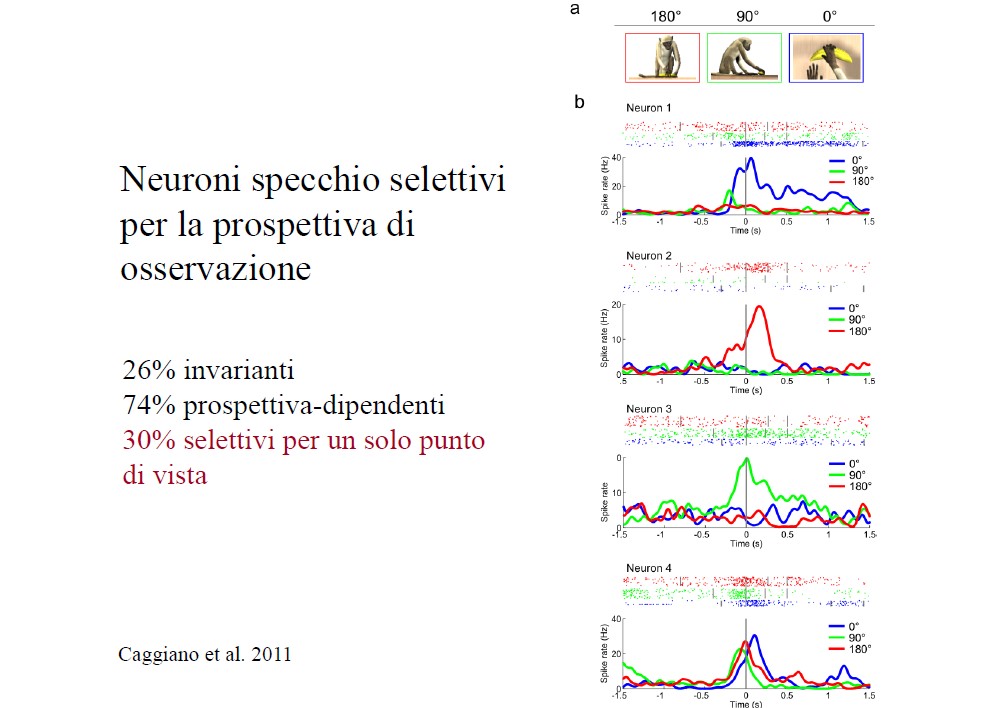 Neuroni specchio selettivi
per la prospettiva di
osservazione
26% invarianti
74% prospettiva-dipendenti
30% selettivi per un solo punto
di vista
Caggiano et al. 2011
a
180° 90° 0°
b
Neuron 1
40
20
0
Spike rate (Hz)
0°
90°
180°
-1.5 -1 -0.5 0 0.5 1 1.5
Time (s)
Neuron 2
20
10
0
Spike rate (Hz)
0°
90°
180°
-1.5 -1 -0.5 0 0.5 1 1.5
Time (s)
Neuron 3
0
10
0
Spike rate
0°
90°
180°
-1.5 -1 -0.5 0 0.5 1 1.5
Time (s)
Neuron 4
40
20
0
Spike rate (Hz)
0°
90°
180°
-1.5 -1 -0.5 0 0.5 1 1.5
Time (s)